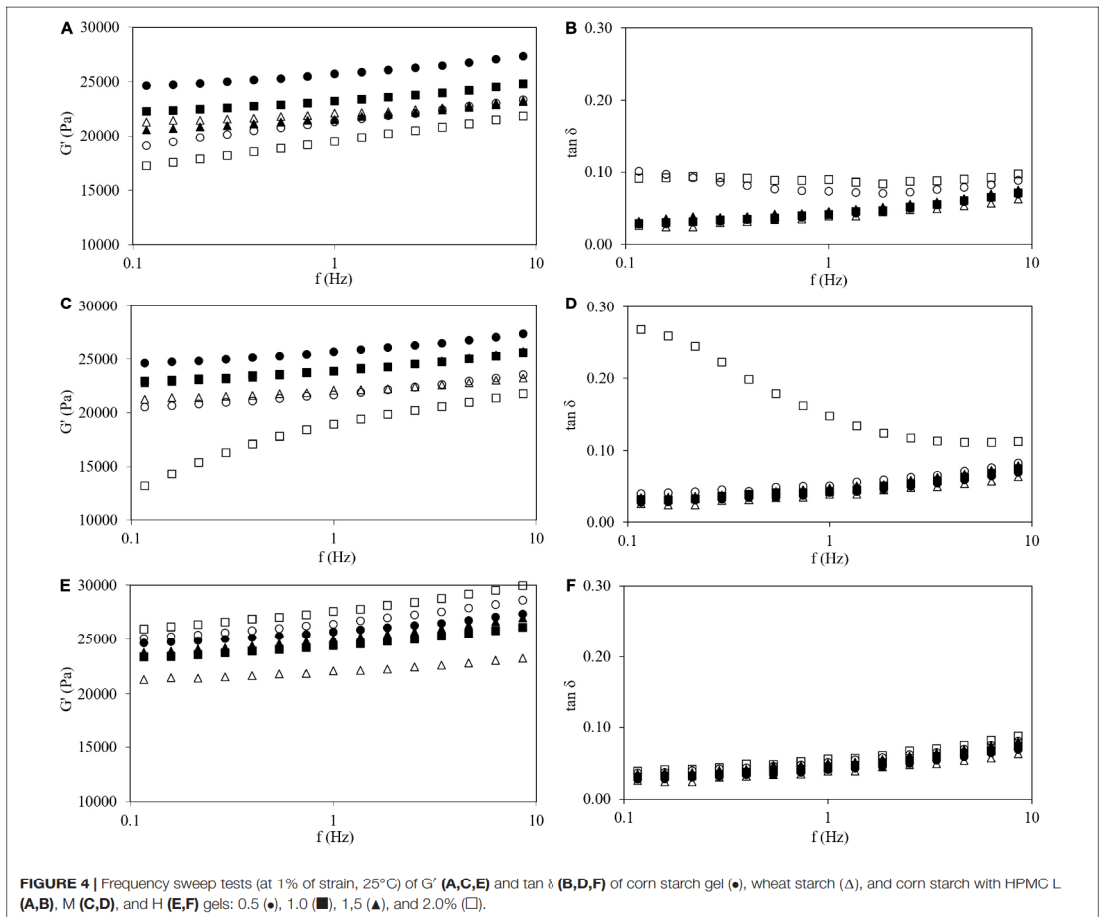 A
30000
25000
20000
15000
10000
G' (Pa)
0.1
1
10
f (Hz)
B
0.30
0.20
0.10
0.00
tan δ
0.1
1
10
f (Hz)
C
30000
25000
20000
15000
10000
G' (Pa)
0.1
1
10
f (Hz)
D
0.30
0.20
0.10
0.00
tan δ
0.1
1
10
f (Hz)
E
30000
25000
20000
10000
G' (Pa)
0.1
1
10
f (Hz)
F
0.30
0.20
0.10
0.00
tan δ
0.1
1
10
f (Hz)
FIGURE 4 | Frequency sweep tests (at 1% of strain, 25°C) of G′ (A,C,E) and tan δ (B,D,F) of corn starch gel (●), wheat starch (Δ), and corn starch with HPMC L
(A,B), M (C,D), and H (E,F) gels: 0.5 (●), 1.0 (■), 1,5 (▲), and 2.0% (□).